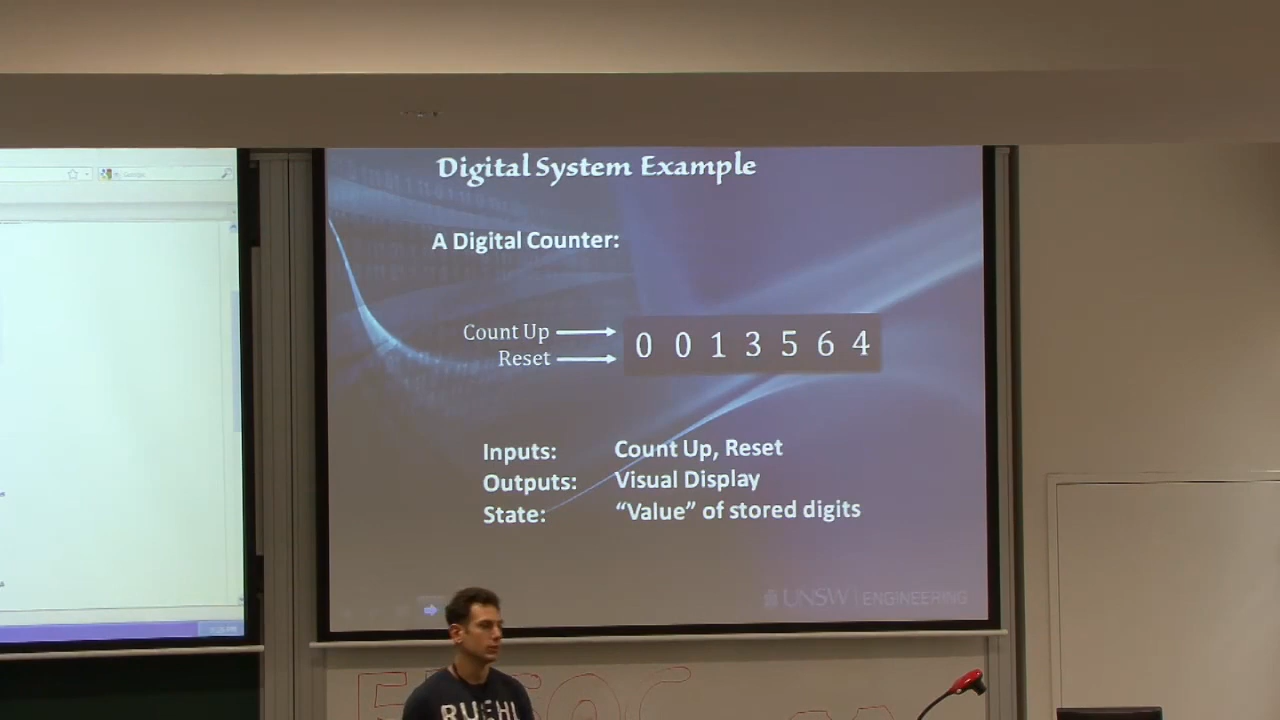 Digital System Example
A Digital Counter:
Count Up
Reset
0 0 1 3 5 6 4
Inputs: Count Up, Reset
Outputs: Visual Display
State: “Value” of stored digits
UNSW ENGINEERING
RUEHL